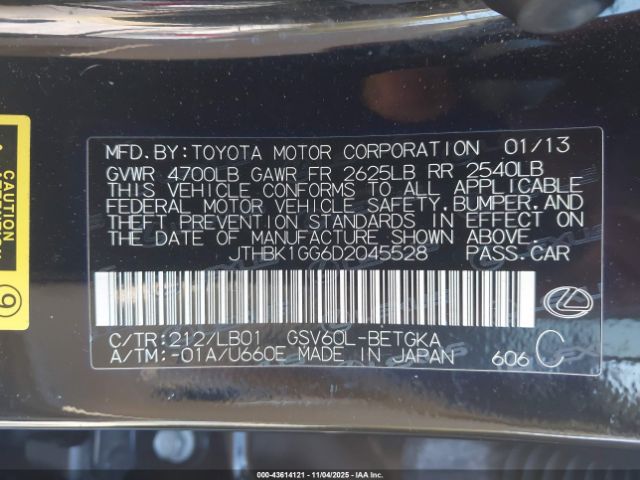 MFD.BY:TOYOTA MOTOR CORPORATION 01/13
GVWR 4700LB GAWR FR 2625LB RR 2540LB
THIS VEHICLE CONFORMS TO ALL APPLICABLE
FEDERAL MOTOR VEHICLE SAFETY,BUMPER,AND
THEFT PREVENTION STANDARDS IN EFFECT ON
THE DATE OF MANUFACTURE SHOWN ABOVE.
JTHBK1GG6D2045528 PASS.CAR
C/TR:212/LB01 GSV60L-BETGKA
A/TM:-01A/U660E MADE IN JAPAN 606 C
CAUTION
000-43614121 - 11/04/2025 - IAA Inc.